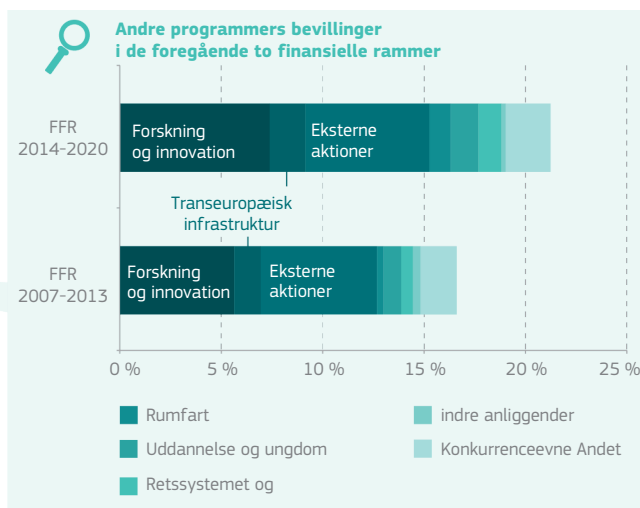 Andre programmers bevillinger
i de foregående to finansielle rammer
FFR
2014-2020
Forskning
og innovation
Eksterne
aktioner
Transeuropæisk
infrastruktur
FFR
2007-2013
Forskning
og innovation
Eksterne
aktioner
0 % 5 % 10 % 15 % 20 % 25 %
Rumfart
Uddannelse og ungdom
Retssystemet og
indre anliggender
Konkurrenceevne Andet